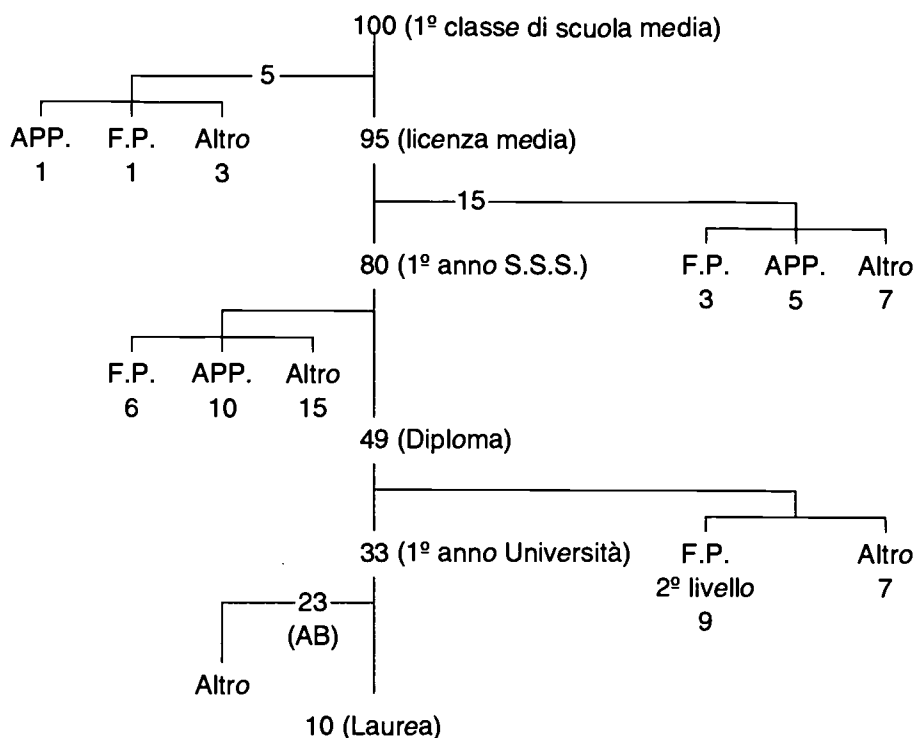 100 (1º classe di scuola media)
5
APP. F.P. Altro
1 1 3
95 (licenza media)
15
F.P. APP. Altro
3 5 7
80 (1º anno S.S.S.)
F.P. APP. Altro
6 10 15
49 (Diploma)
33 (1º anno Università)
F.P. Altro
2º livello 7
9
23
(AB)
Altro
10 (Laurea)